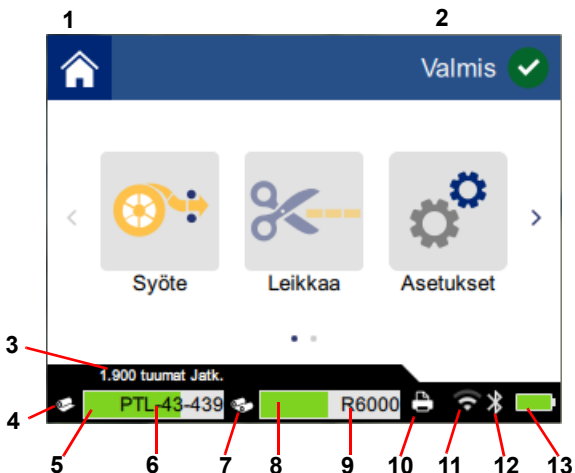 1
2
Valmis
Syöte
Leikkaa
Asetukset
3
1.900 tuumat Jatk.
4
PTL-43-439
R6000
5
6
7
8
9
10
11
12
13